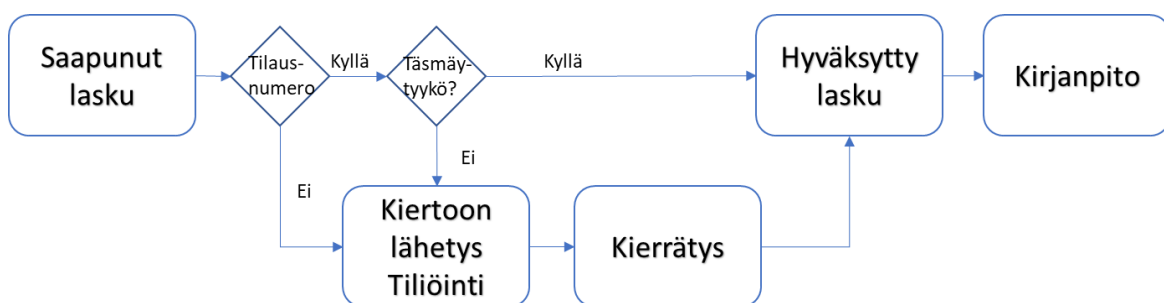 Saapunut
lasku
Tilaus-
numero
Kyllä
Täsmäy-
tyykö?
Kyllä
Hyväksytty
lasku
Kirjanpito
Ei
Ei
Kiertoon
lähetys
Tiliöinti
Kierrätys